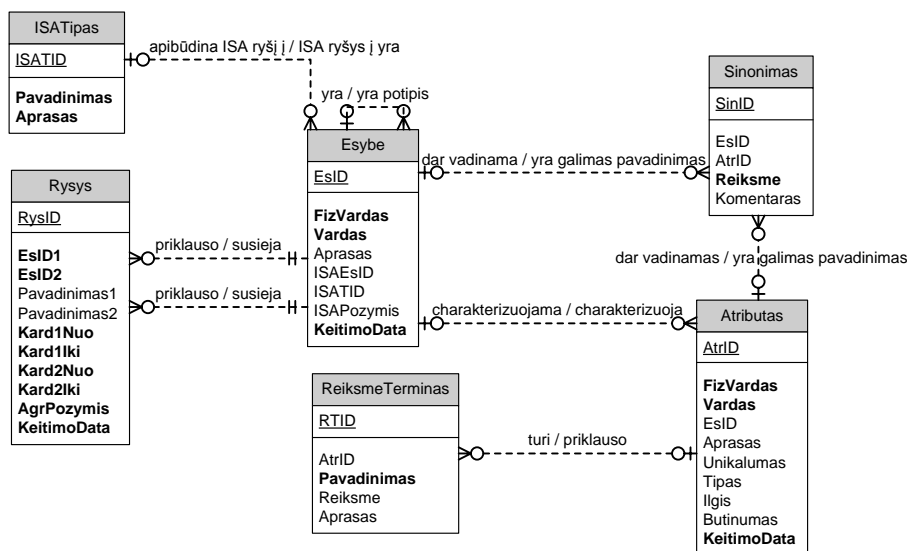 ISATipas
ISATID
Pavadinimas
Aprasas
apibūdina ISA ryšį į / ISA ryšys į yra
yra / yra potipis
Esybe
EsID
FizVardas
Vardas
Aprasas
ISAEsID
ISATID
ISAPozymis
KeitimoData
dar vadinama / yra galimas pavadinimas
Sinonimas
SinID
EsID
AtrID
Reiksme
Komentaras
Rysys
RysID
EsID1
EsID2
Pavadinimas1
Pavadinimas2
Kard1Nuo
Kard1Iki
Kard2Nuo
Kard2Iki
AgrPozymis
KeitimoData
priklauso / susieja
priklauso / susieja
dar vadinamas / yra galimas pavadinimas
charakterizuojama / charakterizuoja
Atributas
AtrID
FizVardas
Vardas
EsID
Aprasas
Unikalumas
Tipas
Ilgis
Butinumas
KeitimoData
ReiksmeTerminas
RTID
AtrID
Pavadinimas
Reiksme
Aprasas
turi / priklauso